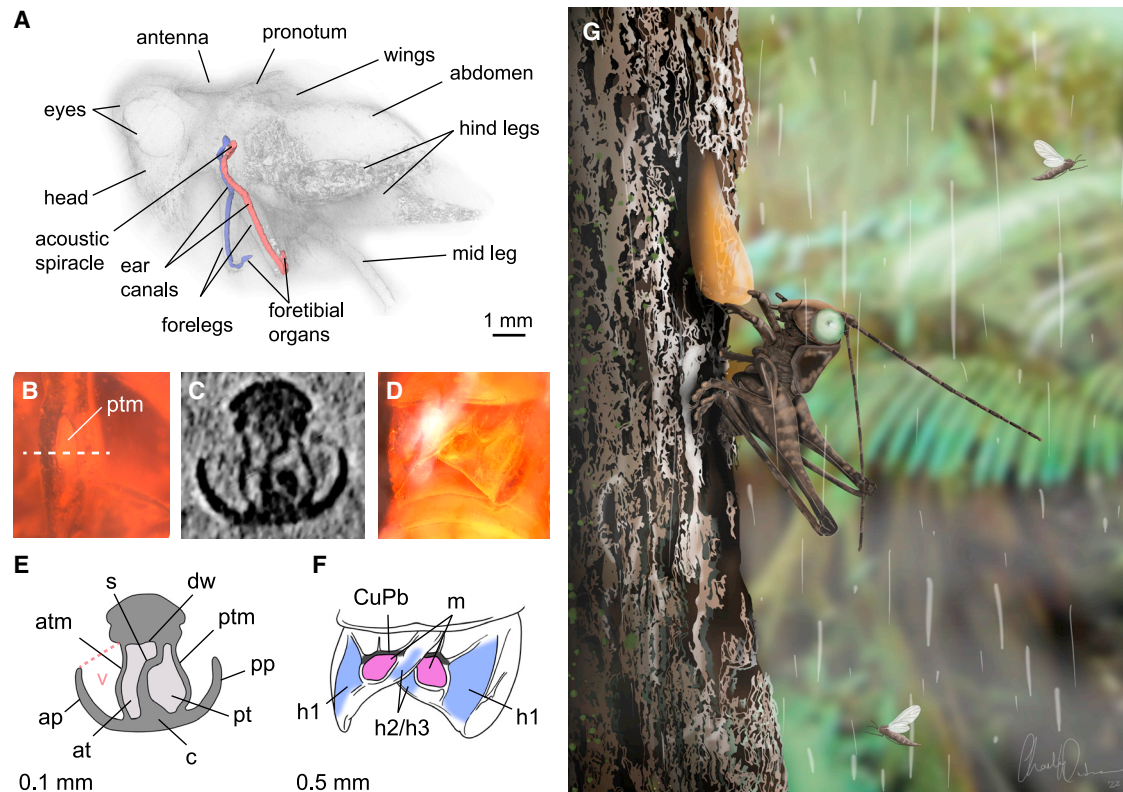 A
antenna
pronotum
wings
abdomen
eyes
hind legs
head
acoustic
spiracle
ear
canals
mid leg
forelegs
foretibial
organs
1 mm
B
ptm
C
D
E
s
dw
atm
ptm
v
pp
ap
at
c
pt
0.1 mm
F
CuPb
m
h1
h2/h3
h1
0.5 mm
G
'22